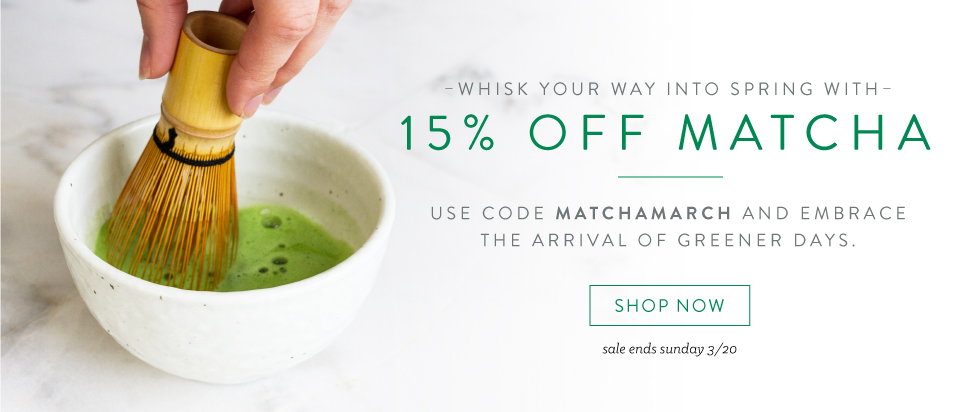 –WHISK YOUR WAY INTO SPRING WITH–
15% OFF MATCHA
USE CODE MATCHAMARCH AND EMBRACE
THE ARRIVAL OF GREENER DAYS.
SHOP NOW
sale ends sunday 3/20